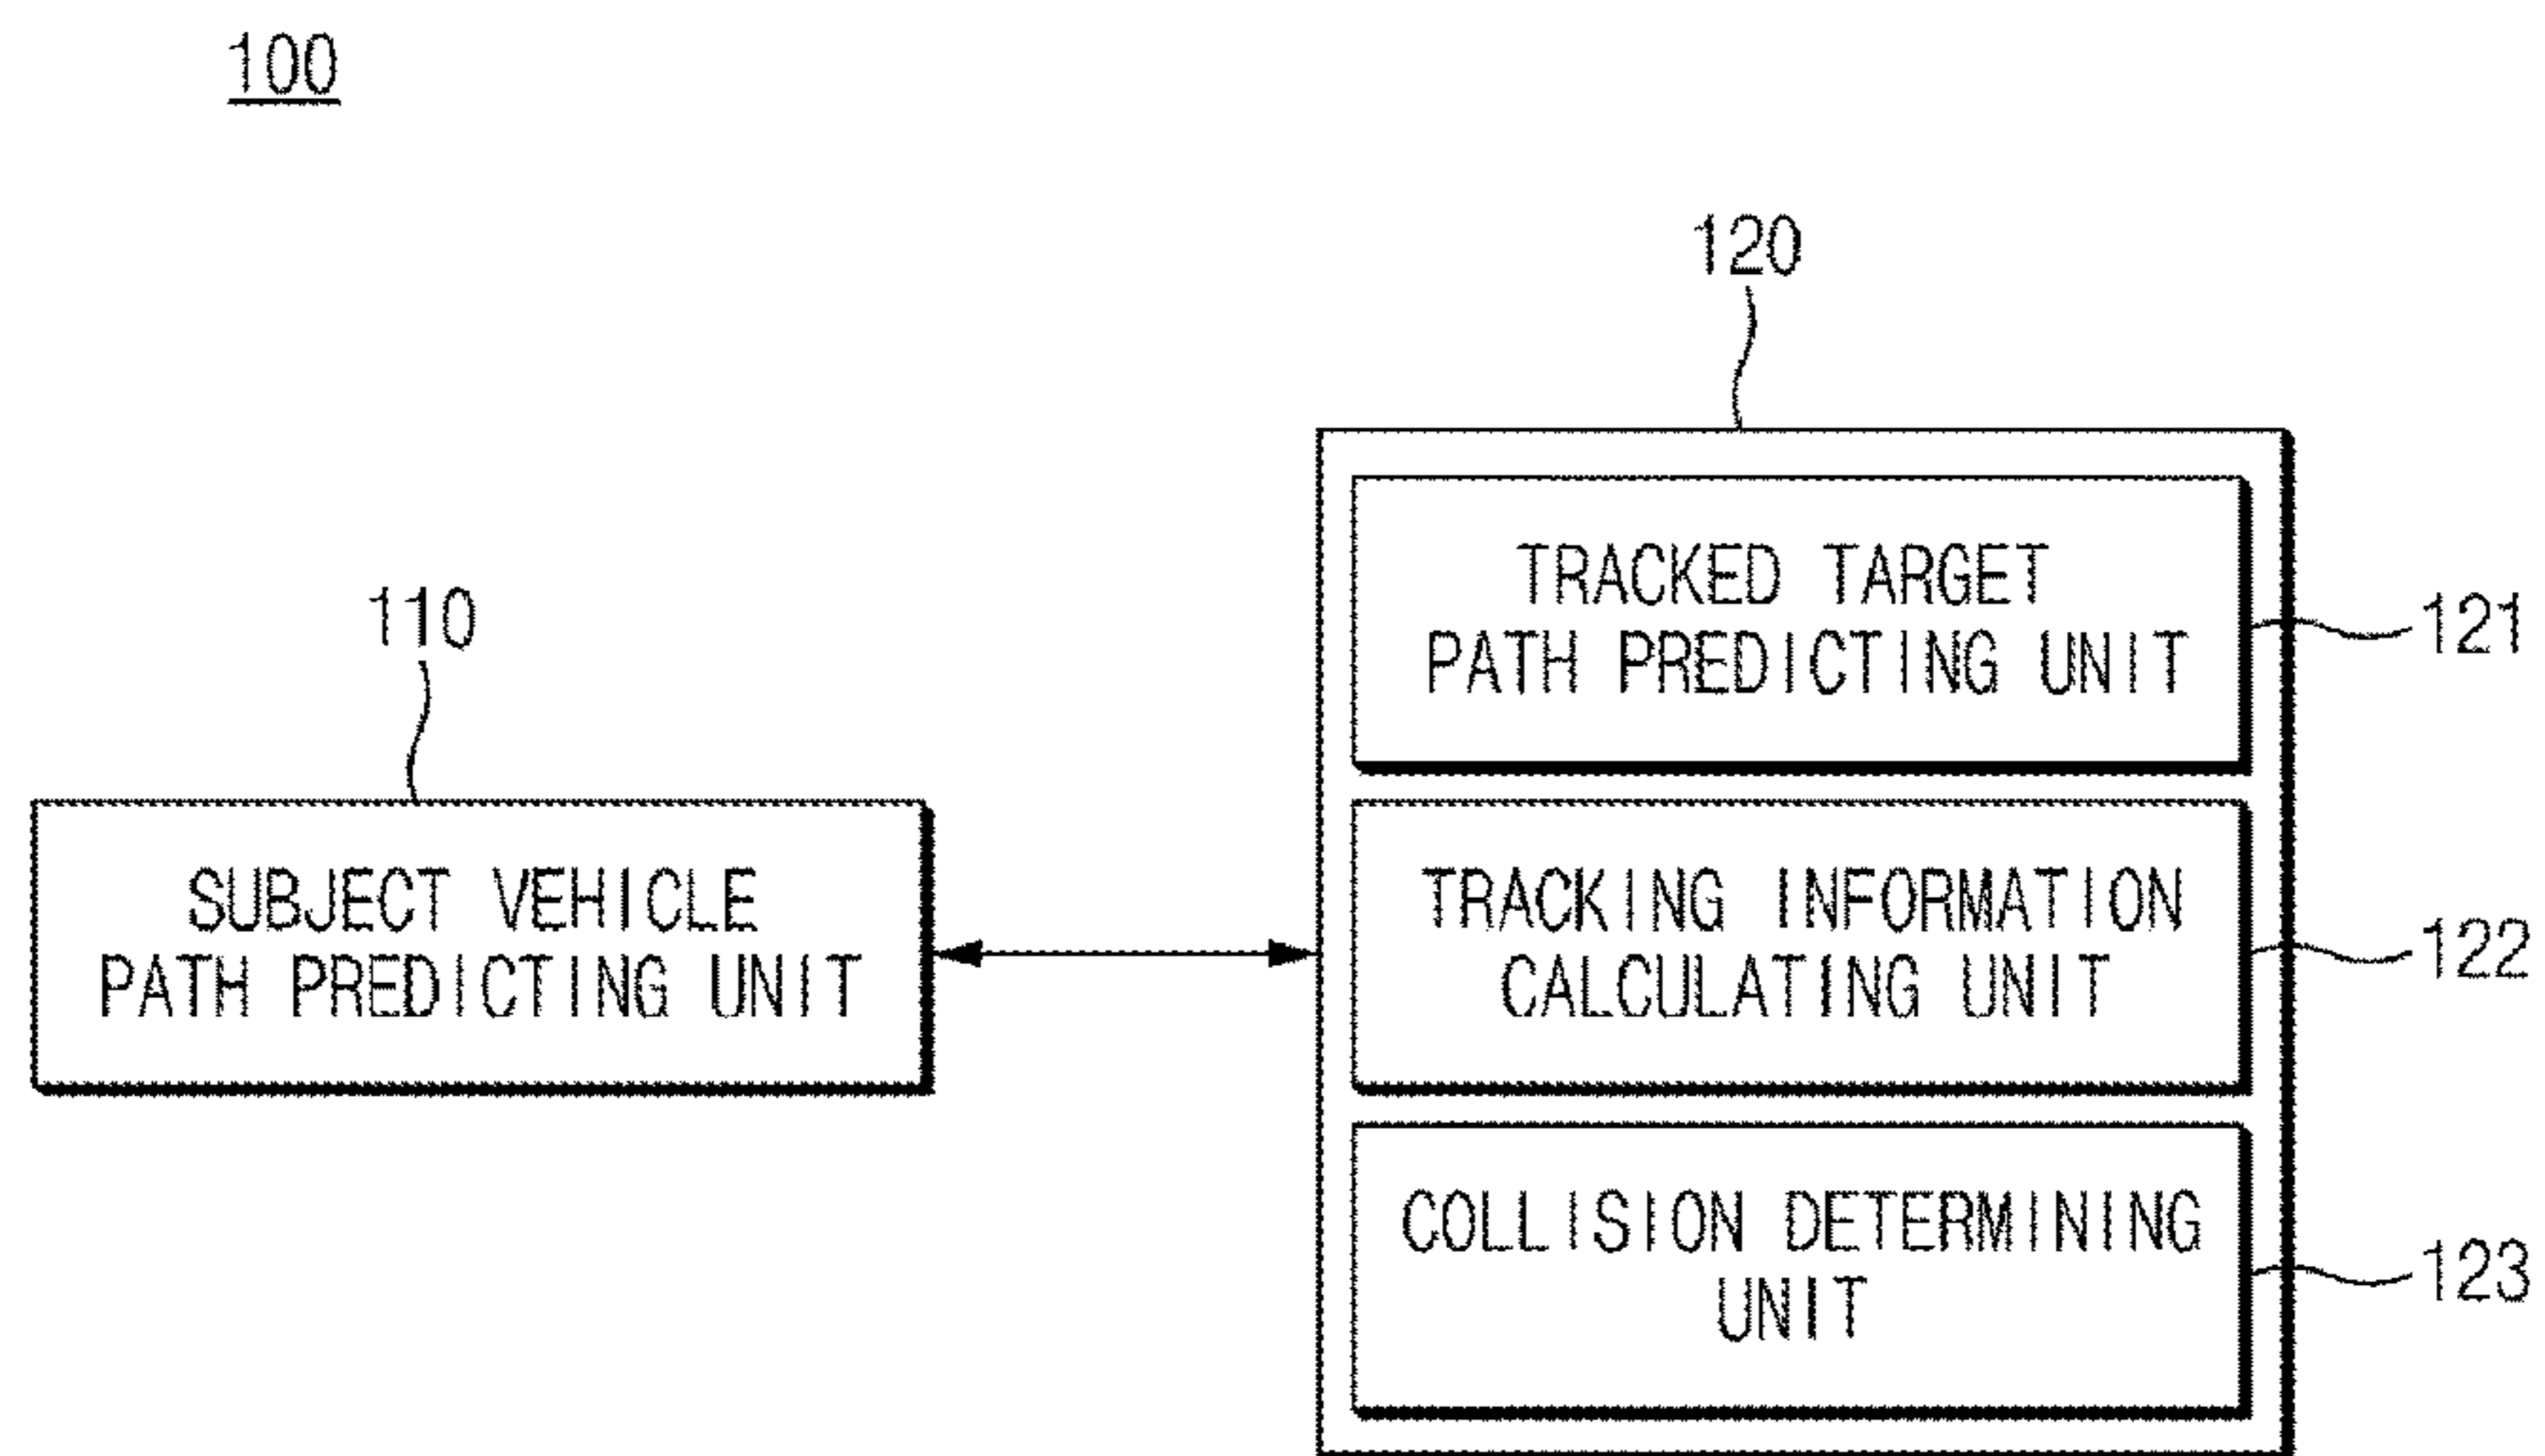 100
120
TRACKED TARGET
PATH PREDICTING UNIT
121
110
SUBJECT VEHICLE
PATH PREDICTING UNIT
TRACKING INFORMATION
CALCULATING UNIT
122
COLLISION DETERMINING
UNIT
123